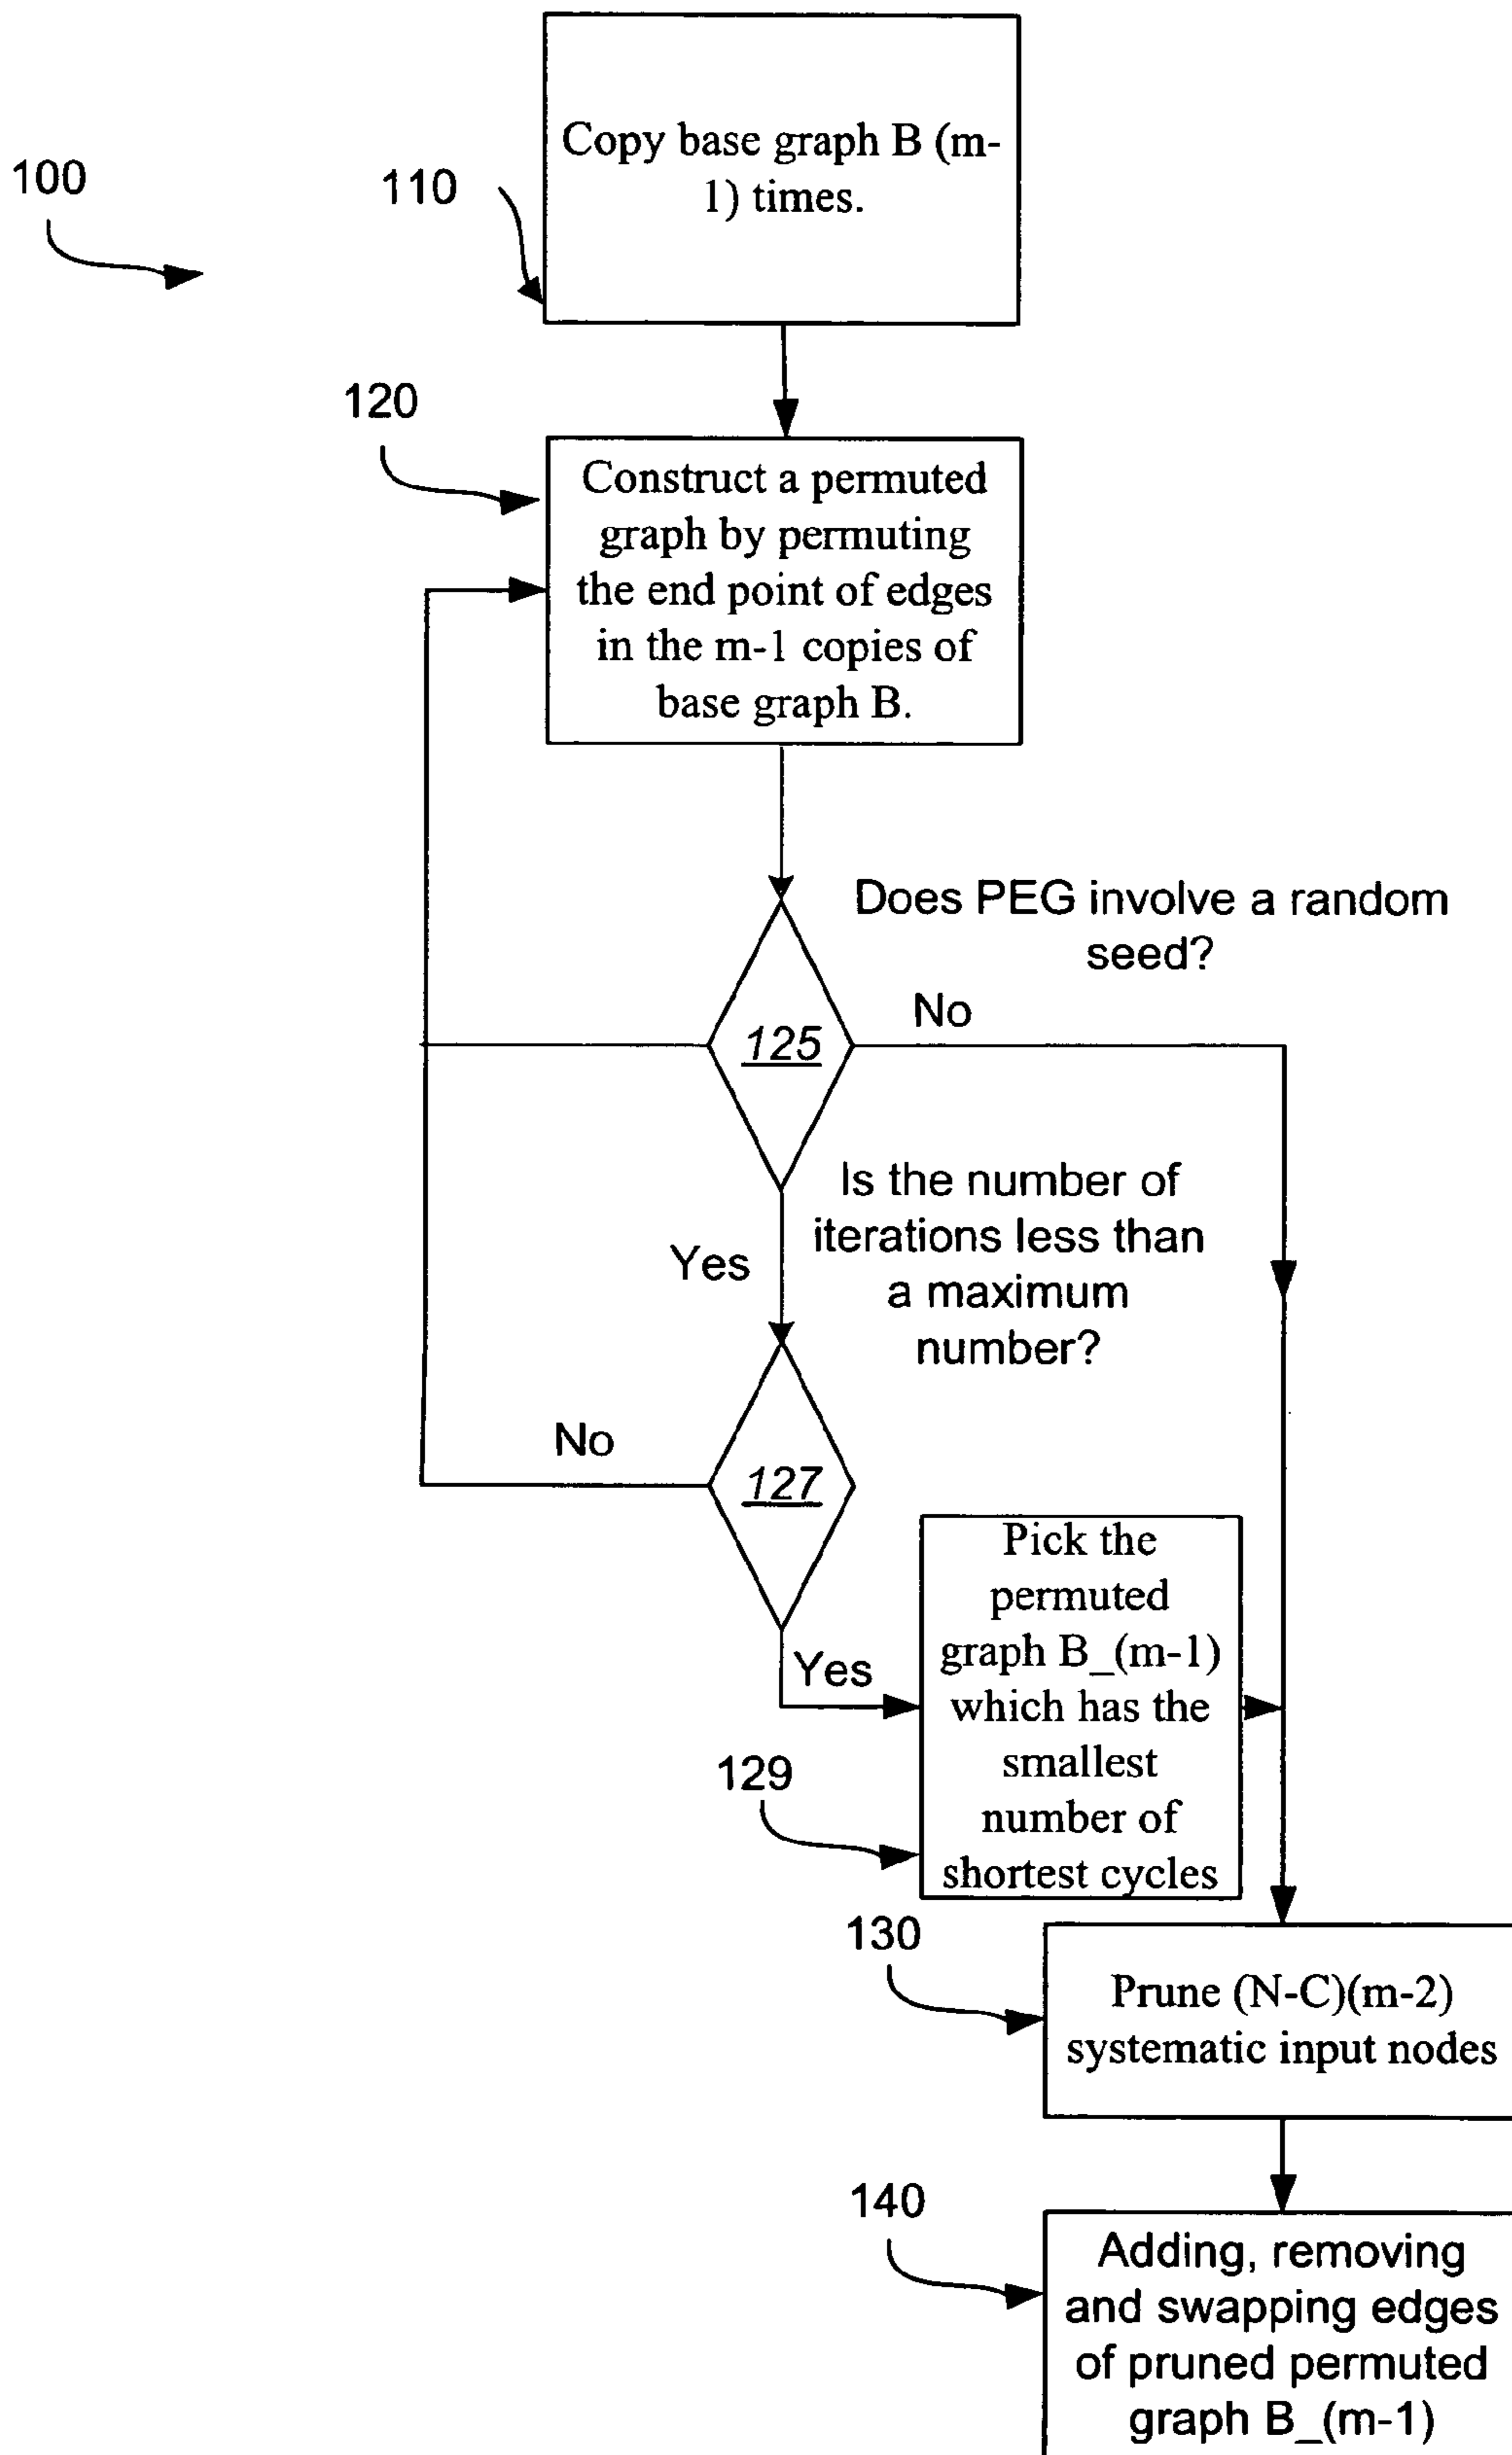 Copy base graph B (m-
1) times.
100
110
120
Construct a permuted
graph by permuting
the end point of edges
in the m-1 copies of
base graph B.
Does PEG involve a random
seed?
No
125
Is the number of
iterations less than
a maximum
number?
Yes
No
127
Yes
Pick the
permuted
graph B_(m-1)
which has the
smallest
number of
shortest cycles
129
130
Prune (N-C)(m-2)
systematic input nodes
140
Adding, removing
and swapping edges
of pruned permuted
graph B_(m-1)